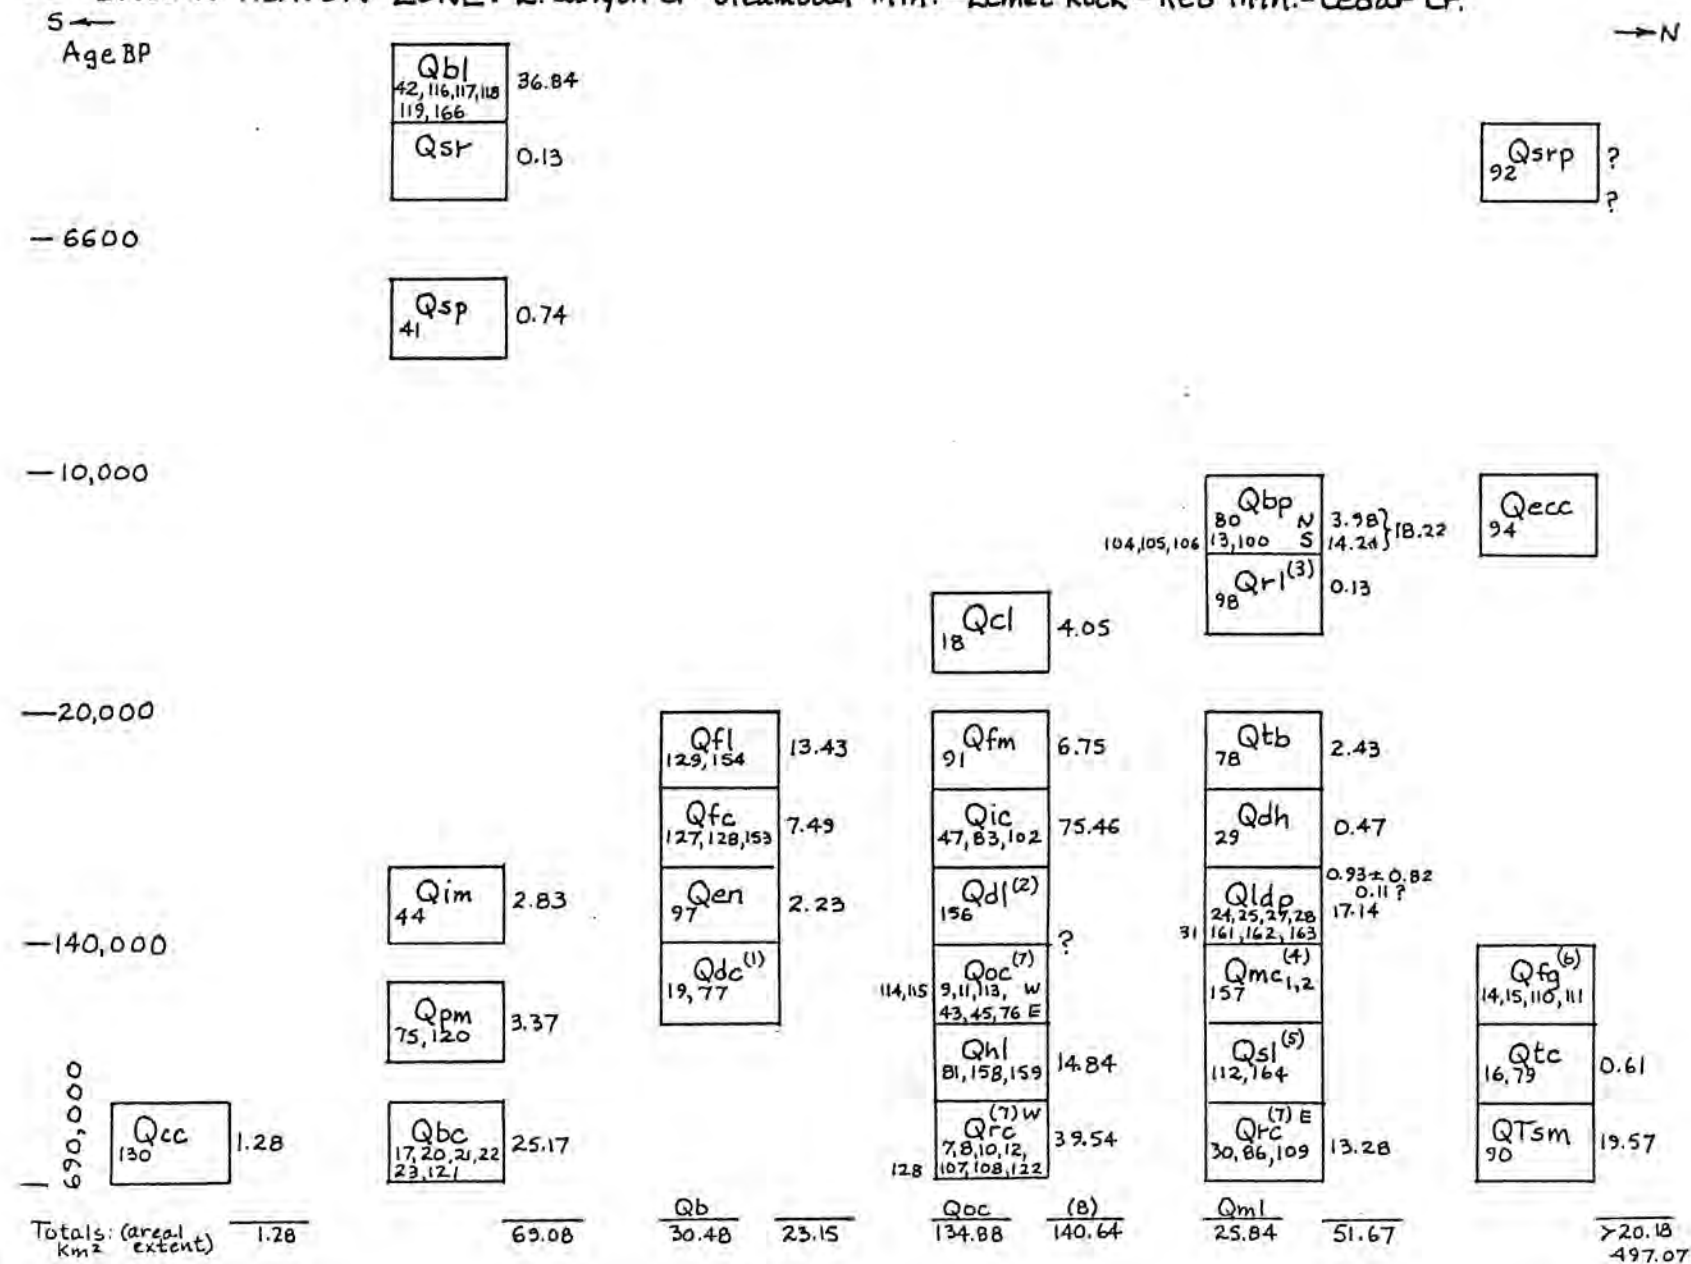 S ← → N
Age BP
Qbl 36.84
42, 116, 117, 118
119, 166
Qsr 0.13
92 Qsrp ?
?
— 6600
Qsp 0.74
41
— 10,000
Qbp
80 N 3.98 } 18.22
104, 105, 106 13, 100 S 14.24
Qecc
94
Qrl (3) 0.13
98
Qcl 4.05
18
— 20,000
Qfl 13.43
129, 154
Qfm 6.75
91
Qtb 2.43
78
Qfc 7.49
127, 128, 153
Qic 75.46
47, 83, 102
Qdh 0.47
29
Qim 2.83
44
Qen 2.23
97
Qdl (2)
156
?
Qldp 0.93 ± 0.82
0.11 ?
24, 25, 27, 28 17.14
31 161, 162, 163
— 140,000
Qdc (1)
19, 77
Qoc (7)
114, 115 9, 11, 113, W
43, 45, 76 E
Qmc 1,2 (4)
157
Qfg (6)
14, 15, 110, 111
Qpm 3.37
75, 120
Qhl 14.84
81, 158, 159
Qsl (5)
112, 164
Qtc 0.61
16, 79
— 690,000
Qcc 1.28
130
Qbc 25.17
17, 20, 21, 22
23, 121
Qrc (7) W 39.54
7, 8, 10, 12,
128 107, 108, 122
Qrc (7) E 13.28
30, 86, 109
QTsm 19.57
90
Qb Qoc (8) Qml
Totals: (areal extent) km² 1.28 69.08 30.48 23.15 134.88 140.64 25.84 51.67 >20.18
497.07